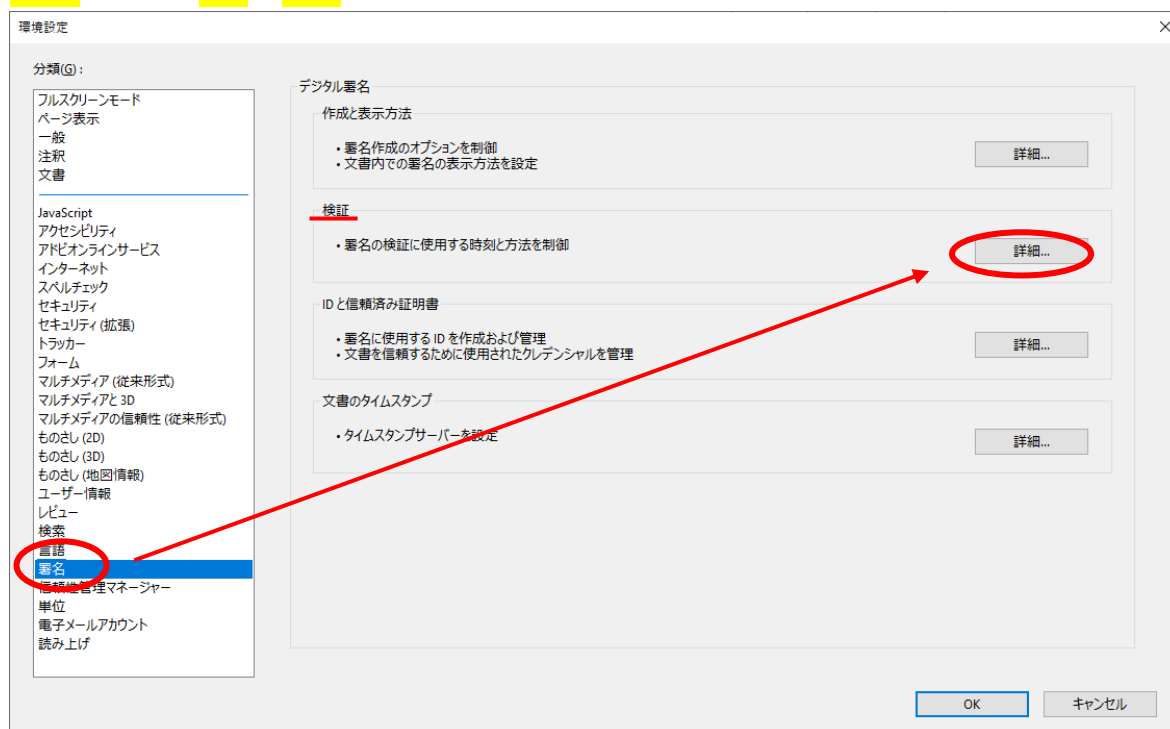 環境設定
分類(G):
フルスクリーンモード
ページ表示
一般
注釈
文書
JavaScript
アクセシビリティ
アドビオンラインサービス
インターネット
スペルチェック
セキュリティ
セキュリティ (拡張)
トラッカー
フォーム
マルチメディア (従来形式)
マルチメディアと 3D
マルチメディアの信頼性 (従来形式)
ものさし (2D)
ものさし (3D)
ものさし (地図情報)
ユーザー情報
レビュー
検索
言語
署名
信頼性管理マネージャー
単位
電子メールアカウント
読み上げ
デジタル署名
作成と表示方法
・署名作成のオプションを制御
・文書内での署名の表示方法を設定
詳細...
検証
・署名の検証に使用する時刻と方法を制御
詳細...
ID と信頼済み証明書
・署名に使用する ID を作成および管理
・文書を信頼するために使用されたクレデンシャルを管理
詳細...
文書のタイムスタンプ
・タイムスタンプサーバーを設定
詳細...
OK
キャンセル